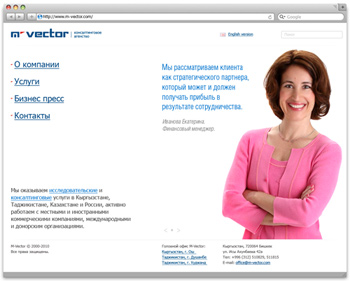 http://www.m-vector.com/
Google
m vector
консалтинговое
агентство
English version
Поиск
· О компании
· Услуги
· Бизнес пресс
· Контакты
Мы рассматриваем клиента
как стратегического партнера,
который может и должен
получать прибыль в
результате сотрудничества.
Иванова Екатерина,
Финансовый менеджер.
Мы оказываем исследовательские и
консалтинговые услуги в Кыргызстане,
Таджикистане, Казахстане и России, активно
работаем с местными и иностранными
коммерческими компаниями, международными
и донорскими организациями.
M-Vector © 2000-2010
Все права защищены.
Головной офис M-Vector:
Кыргызстан, г. Ош,
Таджикистан, г. Душанбе,
Таджикистан, г. Худжанд
Кыргызстан, 720064 Бишкек
ул. Исы Ахунбаева 42а
Тел: +996 (312) 510829, 511815
E-mail: office@m-vector.com